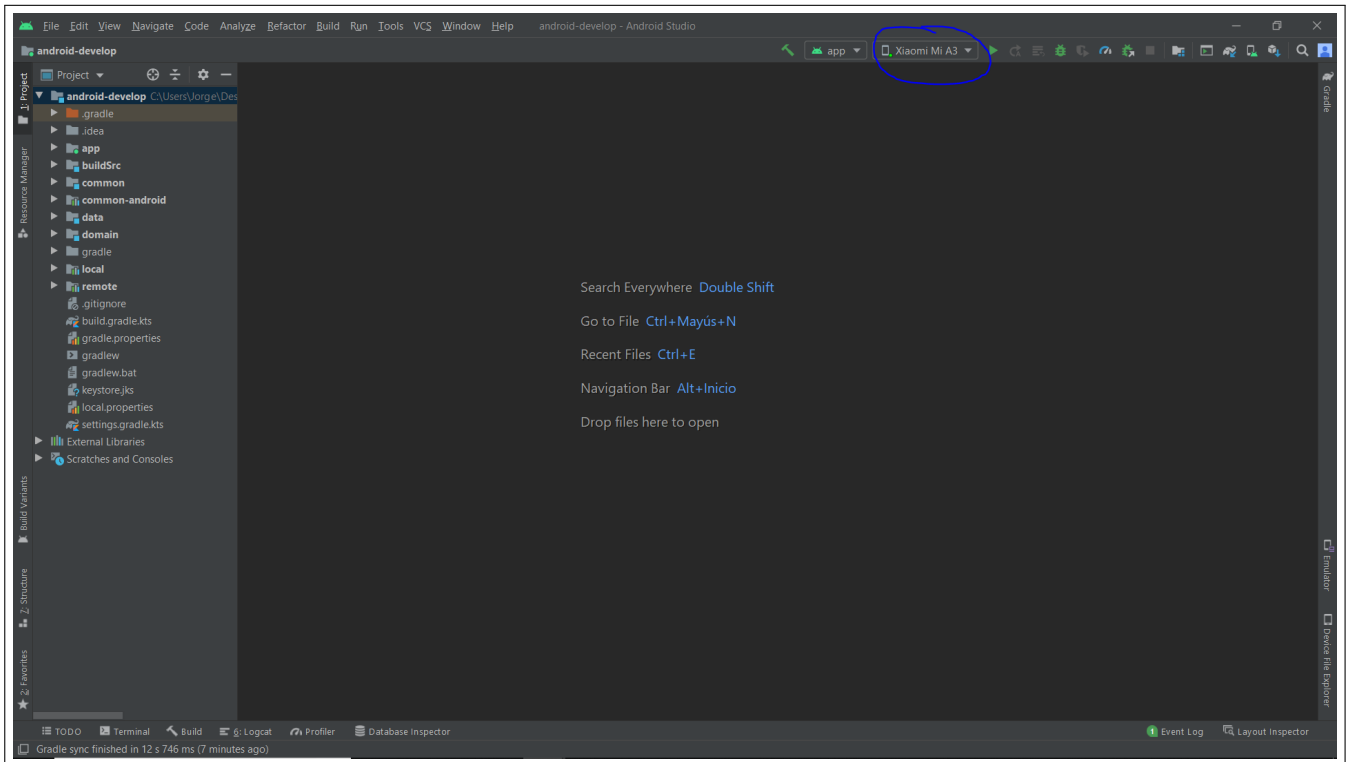 File Edit View Navigate Code Analyze Refactor Build Run Tools VCS Window Help android-develop - Android Studio
android-develop
app
Xiaomi Mi A3
Project
android-develop C:\Users\Jorge\Des
.gradle
.idea
app
buildSrc
common
common-android
data
domain
gradle
local
remote
.gitignore
build.gradle.kts
gradle.properties
gradlew
gradlew.bat
keystore.jks
local.properties
settings.gradle.kts
External Libraries
Scratches and Consoles
1: Project
Resource Manager
Build Variants
7: Structure
2: Favorites
Search Everywhere Double Shift
Go to File Ctrl+Mayús+N
Recent Files Ctrl+E
Navigation Bar Alt+Inicio
Drop files here to open
Gradle
Emulator
Device File Explorer
TODO Terminal Build 6: Logcat Profiler Database Inspector
1 Event Log Layout Inspector
Gradle sync finished in 12 s 746 ms (7 minutes ago)